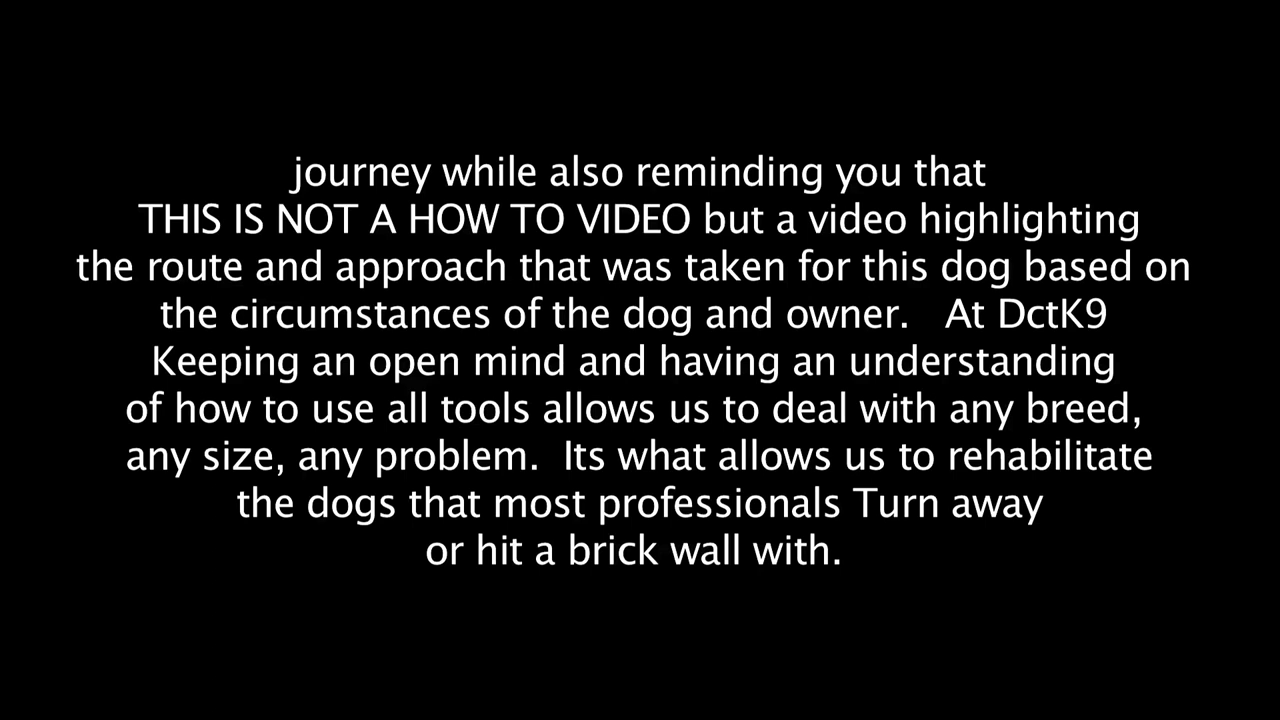 journey while also reminding you that
THIS IS NOT A HOW TO VIDEO but a video highlighting
the route and approach that was taken for this dog based on
the circumstances of the dog and owner.   At DctK9
Keeping an open mind and having an understanding
of how to use all tools allows us to deal with any breed,
any size, any problem.  Its what allows us to rehabilitate
the dogs that most professionals Turn away
or hit a brick wall with.